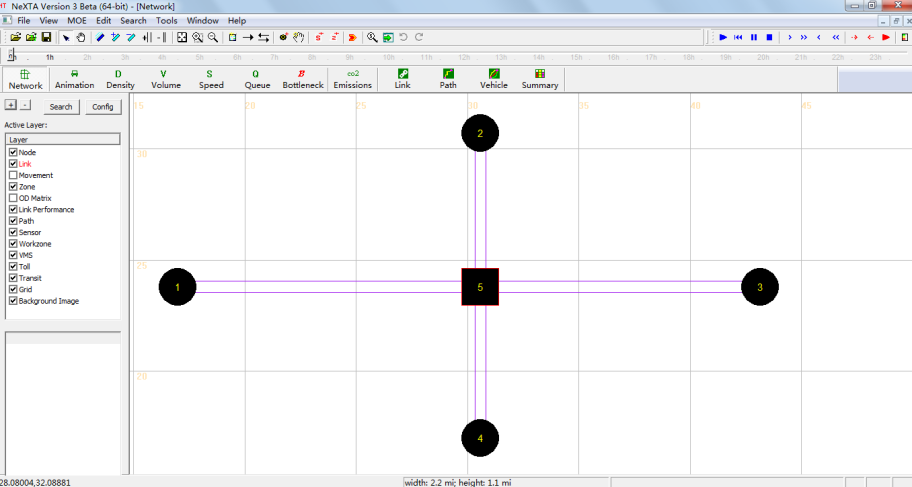 NeXTA Version 3 Beta (64-bit) - [Network]
File View MOE Edit Search Tools Window Help
1h 2h 3h 4h 5h 6h 7h 8h 9h 10h 11h 12h 13h 14h 15h 16h 17h 18h 19h 20h 21h 22h
Network Animation Density Volume Speed Queue Bottleneck Emissions Link Path Vehicle Summary
D V S Q B co2
+ - Search Config
Active Layer:
Layer
Node
Link
Movement
Zone
OD Matrix
Link Performance
Path
Sensor
Workzone
VMS
Toll
Transit
Grid
Background Image
15 20 25 30 35 40 45
2
30
25
1 5 3
20
4
28.08004,32.08881 width: 2.2 mi; height: 1.1 mi